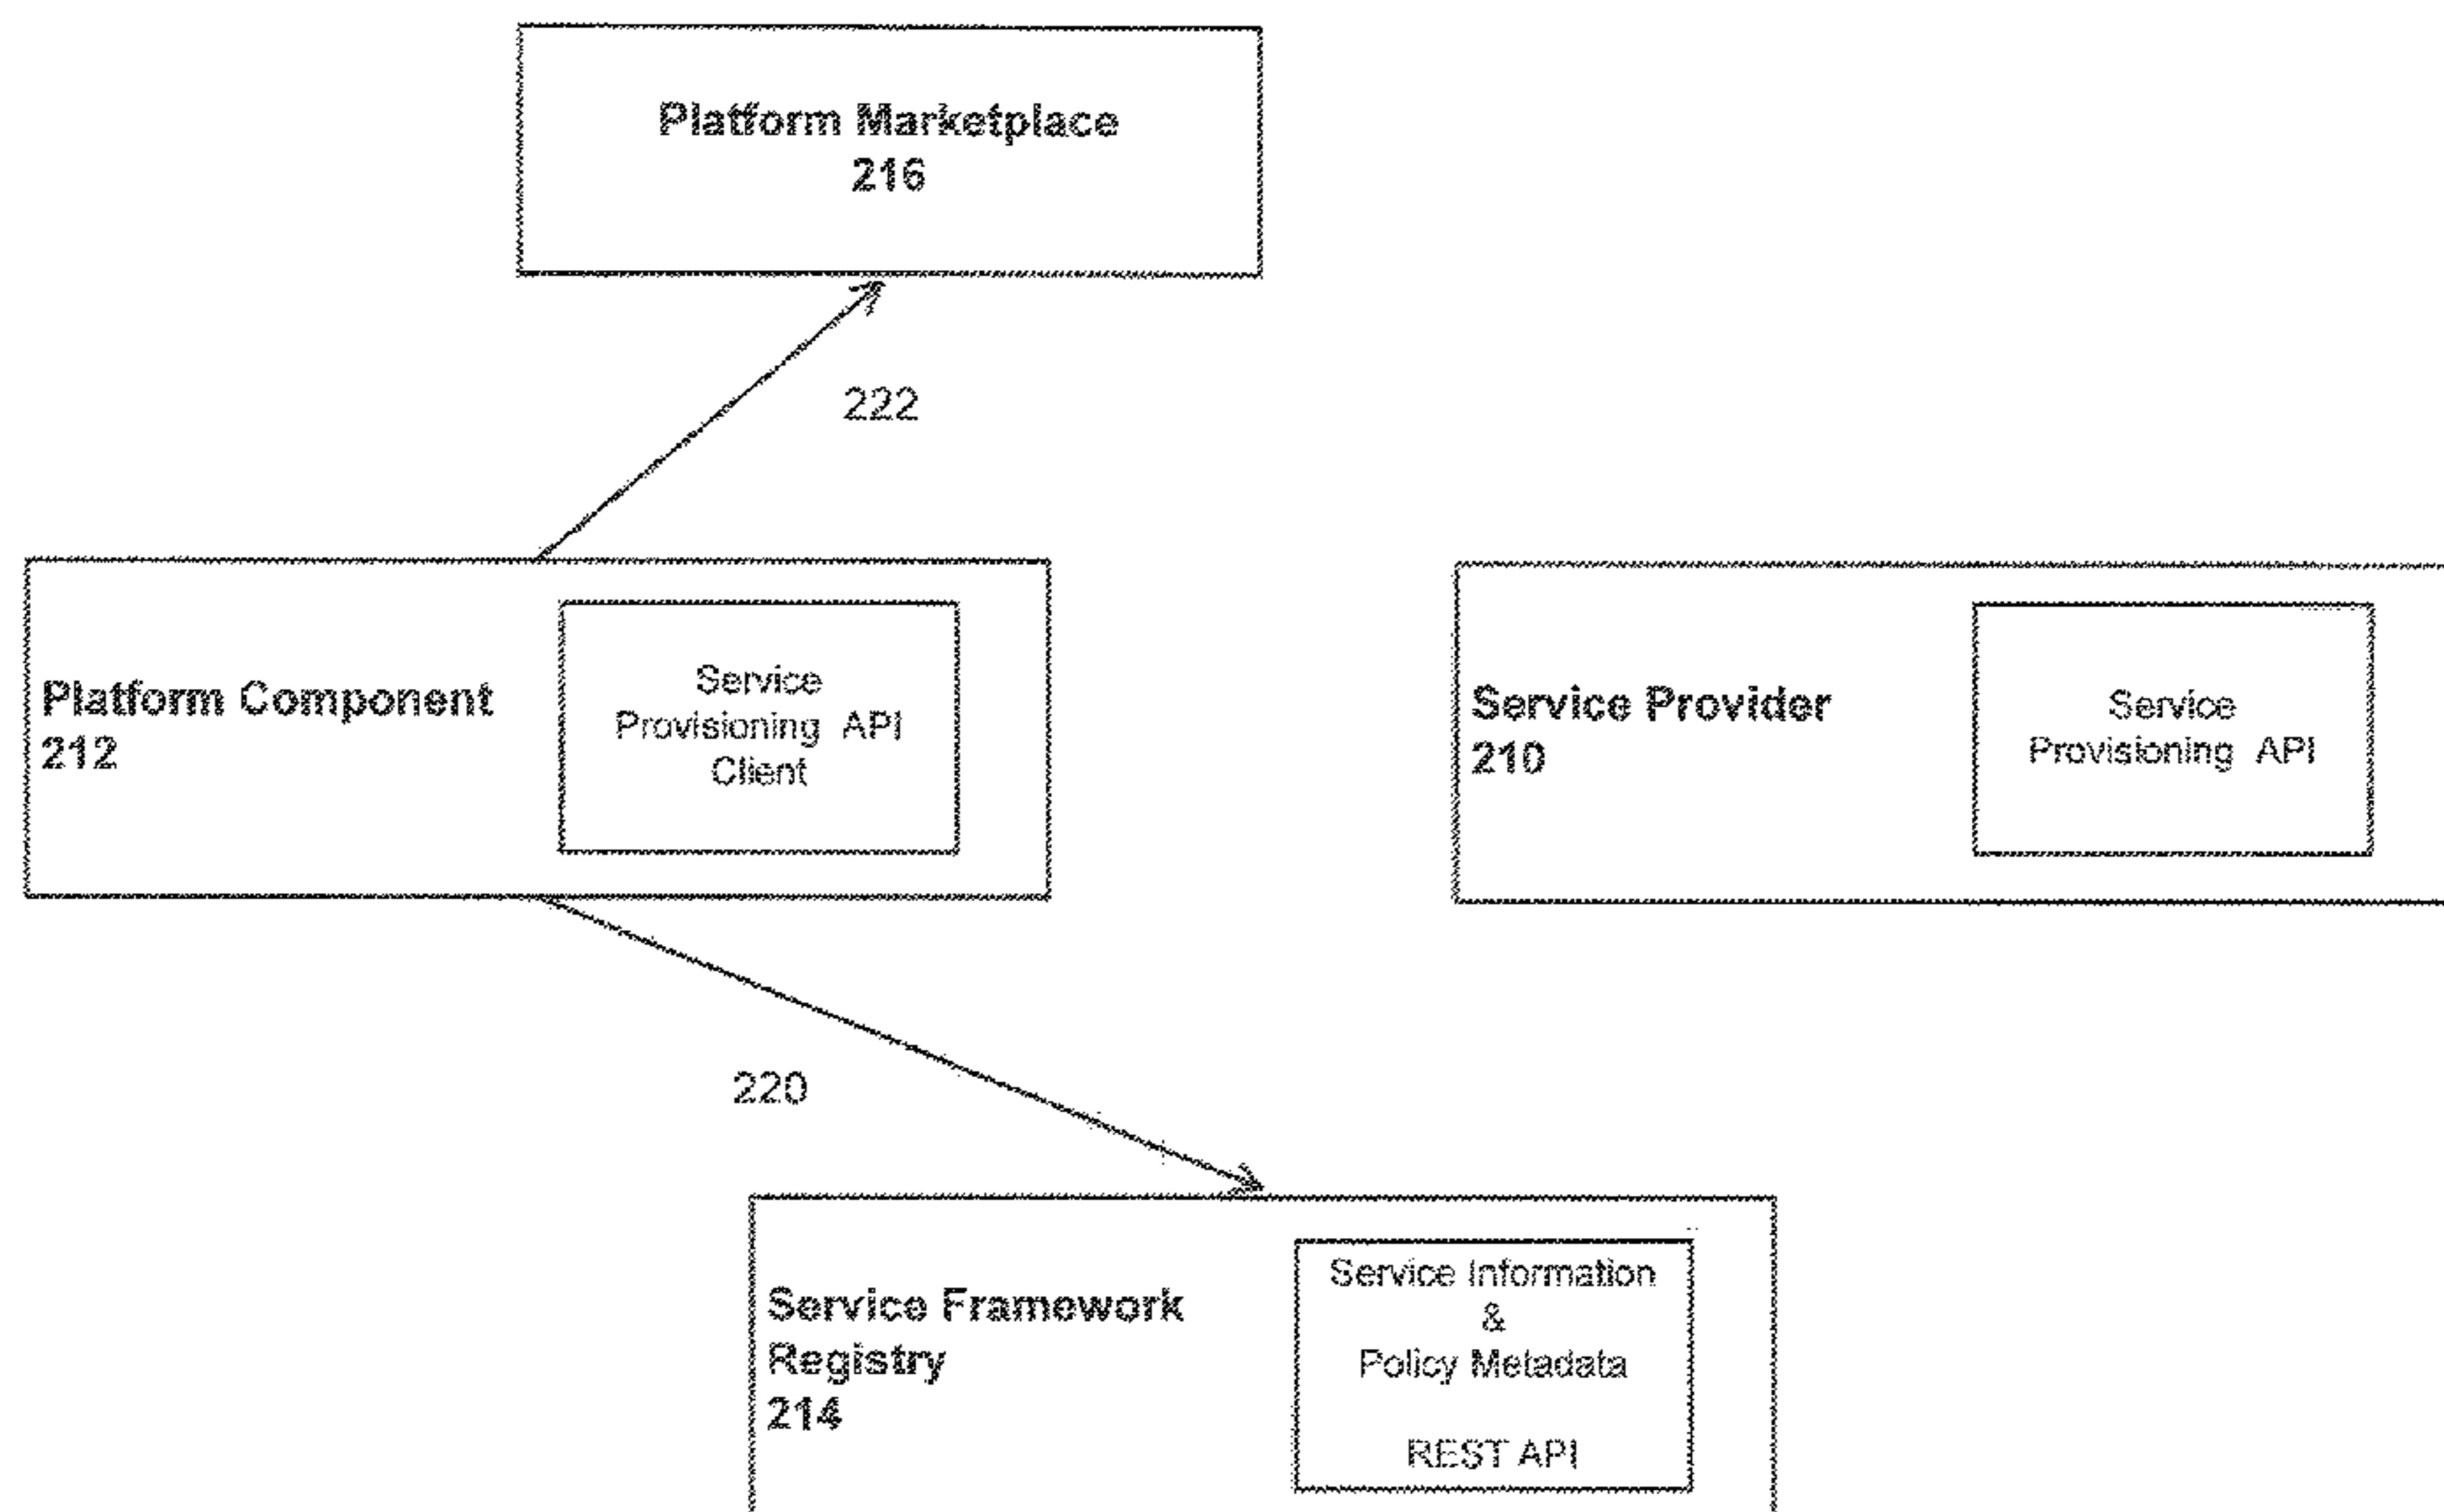 Platform Marketplace
216
222
Platform Component
212
Service
Provisioning API
Client
Service Provider
210
Service
Provisioning API
220
Service Framework
Registry
214
Service Information
&
Policy Metadata
REST API